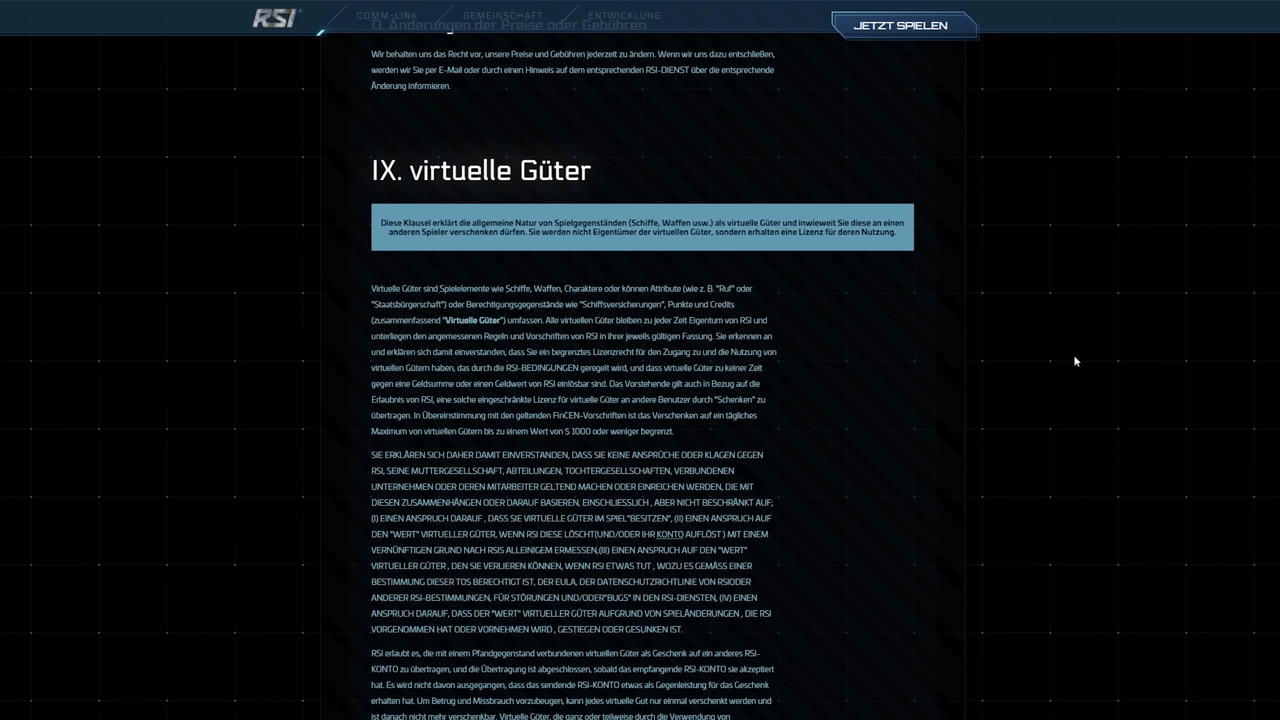 RSI
COMM-LINK
GEMEINSCHAFT
ENTWICKLUNG
JETZT SPIELEN
D. Änderungen der Preise oder Gebühren
Wir behalten uns das Recht vor, unsere Preise und Gebühren jederzeit zu ändern. Wenn wir uns dazu entschließen,
werden wir Sie per E-Mail oder durch einen Hinweis auf dem entsprechenden RSI-DIENST über die entsprechende
Änderung informieren.
IX. virtuelle Güter
Diese Klausel erklärt die allgemeine Natur von Spielgegenständen (Schiffe, Waffen usw.) als virtuelle Güter und inwieweit Sie diese an einen
anderen Spieler verschenken dürfen. Sie werden nicht Eigentümer der virtuellen Güter, sondern erhalten eine Lizenz für deren Nutzung.
Virtuelle Güter sind Spielelemente wie Schiffe, Waffen, Charaktere oder können Attribute (wie z. B. "Ruf" oder
"Staatsbürgerschaft") oder Berechtigungsgegenstände wie "Schiffsversicherungen", Punkte und Credits
(zusammenfassend "Virtuelle Güter") umfassen. Alle virtuellen Güter bleiben zu jeder Zeit Eigentum von RSI und
unterliegen den angemessenen Regeln und Vorschriften von RSI in ihrer jeweils gültigen Fassung. Sie erkennen an
und erklären sich damit einverstanden, dass Sie ein begrenztes Lizenzrecht für den Zugang zu und die Nutzung von
virtuellen Gütern haben, das durch die RSI-BEDINGUNGEN geregelt wird, und dass virtuelle Güter zu keiner Zeit
gegen eine Geldsumme oder einen Geldwert von RSI einlösbar sind. Das Vorstehende gilt auch in Bezug auf die
Erlaubnis von RSI, eine solche eingeschränkte Lizenz für virtuelle Güter an andere Benutzer durch "Schenken" zu
übertragen. In Übereinstimmung mit den geltenden FinCEN-Vorschriften ist das Verschenken auf ein tägliches
Maximum von virtuellen Gütern bis zu einem Wert von $ 1000 oder weniger begrenzt.
SIE ERKLÄREN SICH DAHER DAMIT EINVERSTANDEN, DASS SIE KEINE ANSPRÜCHE ODER KLAGEN GEGEN
RSI, SEINE MUTTERGESELLSCHAFT, ABTEILUNGEN, TOCHTERGESELLSCHAFTEN, VERBUNDENEN
UNTERNEHMEN ODER DEREN MITARBEITER GELTEND MACHEN ODER EINREICHEN WERDEN, DIE MIT
DIESEN ZUSAMMENHÄNGEN ODER DARAUF BASIEREN, EINSCHLIESSLICH , ABER NICHT BESCHRÄNKT AUF;
(I) EINEN ANSPRUCH DARAUF , DASS SIE VIRTUELLE GÜTER IM SPIEL"BESITZEN", (II) EINEN ANSPRUCH AUF
DEN "WERT" VIRTUELLER GÜTER, WENN RSI DIESE LÖSCHT(UND/ODER IHR KONTO AUFLÖST ) MIT EINEM
VERNÜNFTIGEN GRUND NACH RSIS ALLEINIGEM ERMESSEN,(III) EINEN ANSPRUCH AUF DEN "WERT"
VIRTUELLER GÜTER , DEN SIE VERLIEREN KÖNNEN, WENN RSI ETWAS TUT , WOZU ES GEMÄSS EINER
BESTIMMUNG DIESER TOS BERECHTIGT IST, DER EULA, DER DATENSCHUTZRICHTLINIE VON RSIODER
ANDERER RSI-BESTIMMUNGEN, FÜR STÖRUNGEN UND/ODER"BUGS" IN DEN RSI-DIENSTEN, (IV) EINEN
ANSPRUCH DARAUF, DASS DER "WERT" VIRTUELLER GÜTER AUFGRUND VON SPIELÄNDERUNGEN , DIE RSI
VORGENOMMEN HAT ODER VORNEHMEN WIRD , GESTIEGEN ODER GESUNKEN IST.
RSI erlaubt es, die mit einem Pfandgegenstand verbundenen virtuellen Güter als Geschenk auf ein anderes RSI-
KONTO zu übertragen, und die Übertragung ist abgeschlossen, sobald das empfangende RSI-KONTO sie akzeptiert
hat. Es wird nicht davon ausgegangen, dass das sendende RSI-KONTO etwas als Gegenleistung für das Geschenk
erhalten hat. Um Betrug und Missbrauch vorzubeugen, kann jedes virtuelle Gut nur einmal verschenkt werden und
ist danach nicht mehr verschenkbar. Virtuelle Güter, die ganz oder teilweise durch die Verwendung von